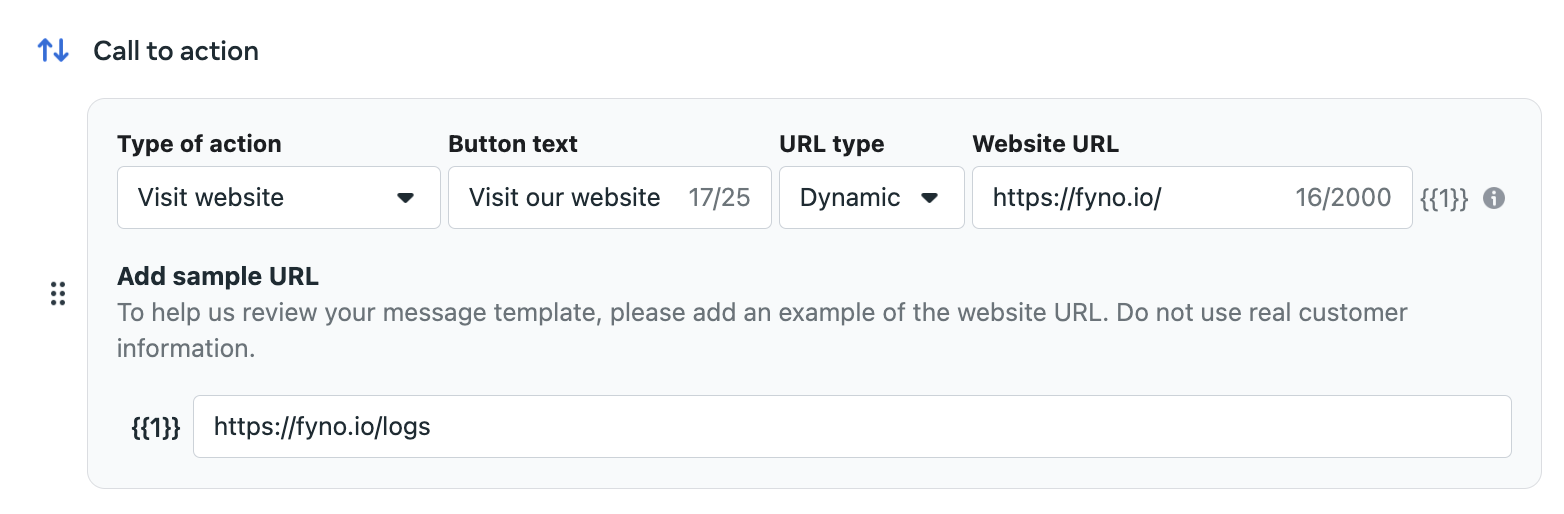 Call to action
Type of action Button text URL type Website URL
Visit website Visit our website 17/25 Dynamic https://fyno.io/ 16/2000 {{1}}
Add sample URL
To help us review your message template, please add an example of the website URL. Do not use real customer
information.
{{1}} https://fyno.io/logs